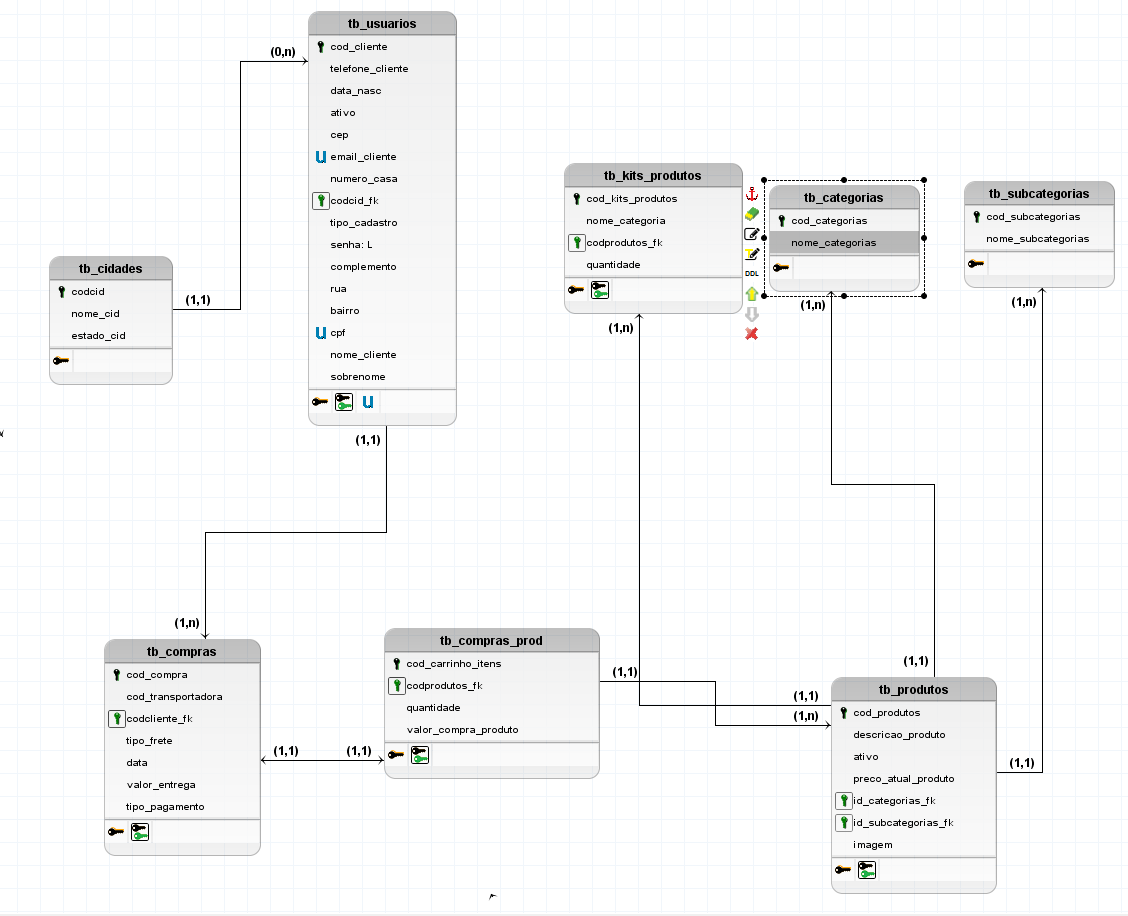 tb_usuarios
cod_cliente
telefone_cliente
data_nasc
ativo
cep
U email_cliente
numero_casa
codcid_fk
tipo_cadastro
senha: L
complemento
rua
bairro
U cpf
nome_cliente
sobrenome
U
(0,n)
(1,1)
tb_cidades
codcid
nome_cid
estado_cid
(1,1)
tb_kits_produtos
cod_kits_produtos
nome_categoria
codprodutos_fk
quantidade
(1,n)
DDL
tb_categorias
cod_categorias
nome_categorias
(1,n)
tb_subcategorias
cod_subcategorias
nome_subcategorias
(1,n)
(1,n)
tb_compras
cod_compra
cod_transportadora
codcliente_fk
tipo_frete
data
valor_entrega
tipo_pagamento
(1,1)
(1,1)
tb_compras_prod
cod_carrinho_itens
codprodutos_fk
quantidade
valor_compra_produto
(1,1)
(1,1)
(1,n)
(1,1)
tb_produtos
cod_produtos
descricao_produto
ativo
preco_atual_produto
id_categorias_fk
id_subcategorias_fk
imagem
(1,1)